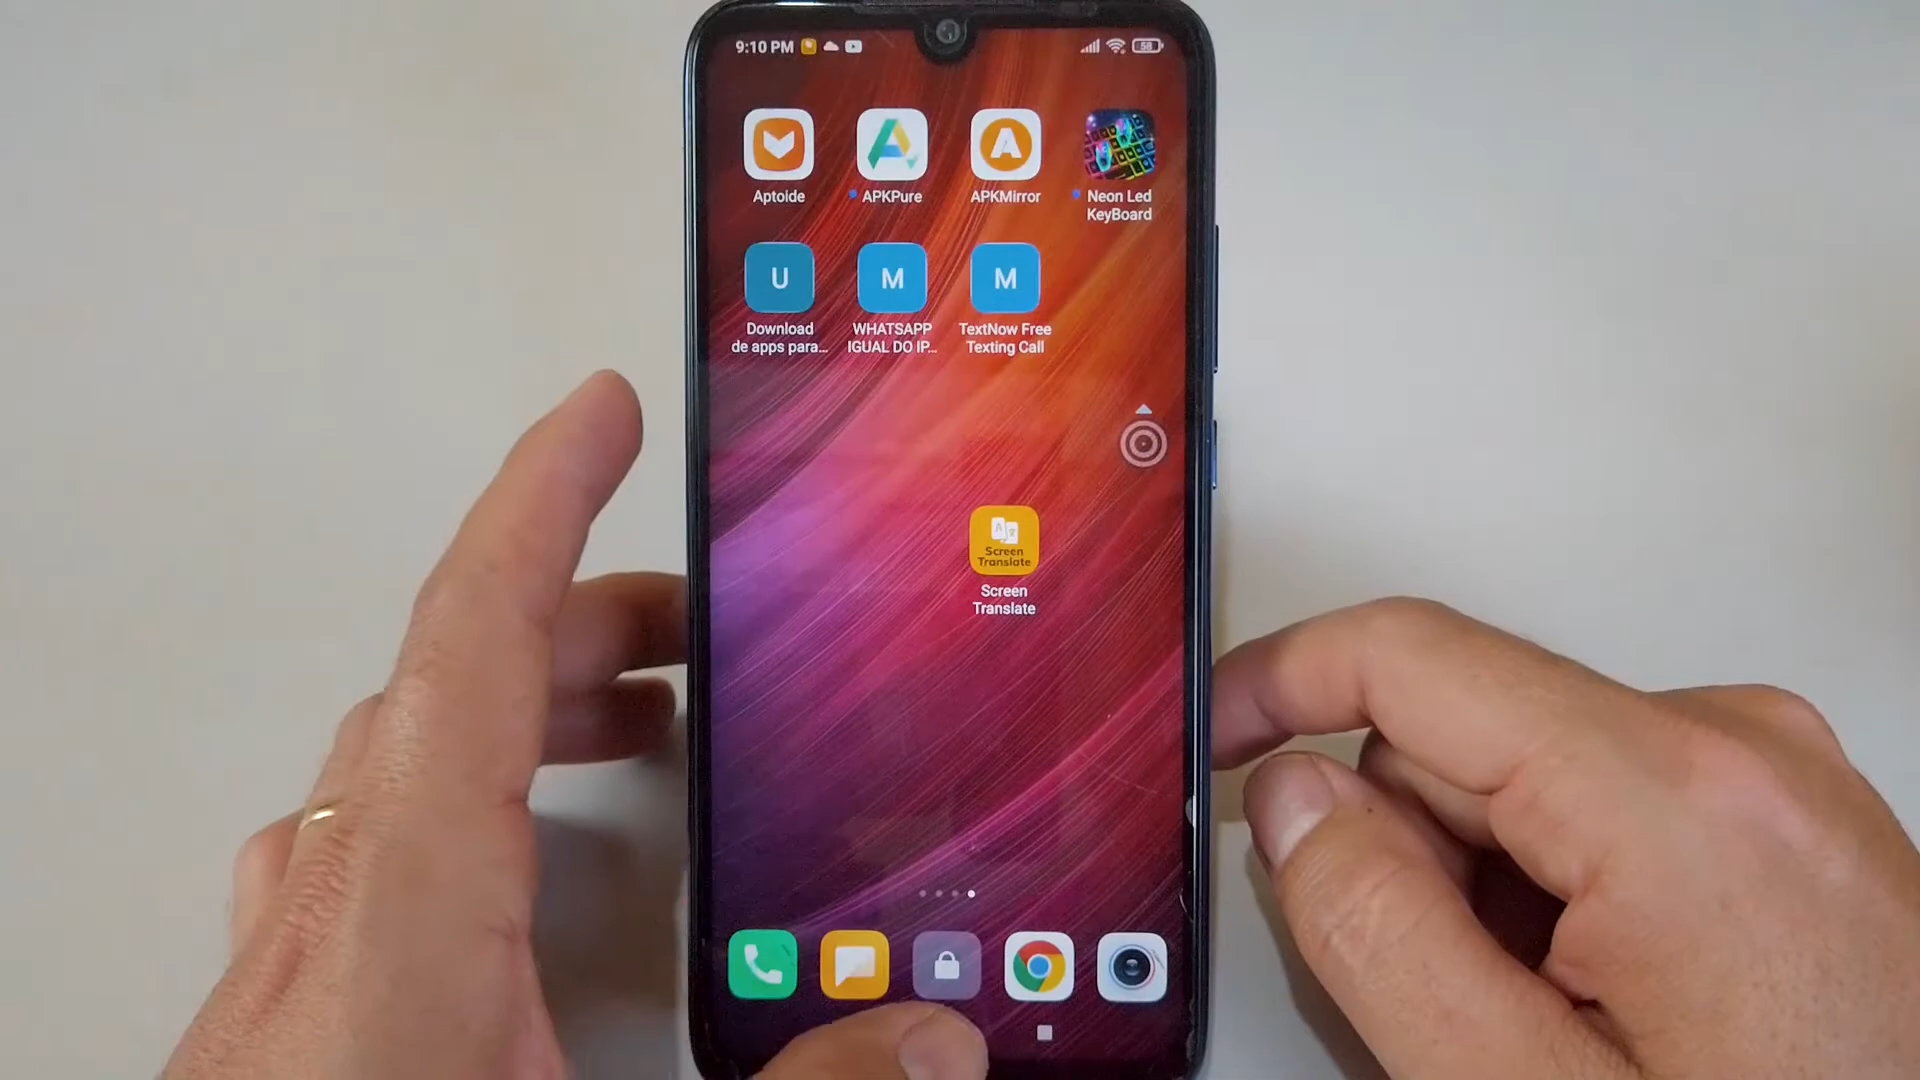 9:10 PM
58
Aptoide
APKPure
APKMirror
Neon Led
KeyBoard
U
M
M
Download
de apps para...
WHATSAPP
IGUAL DO IP...
TextNow Free
Texting Call
Screen
Translate
Screen
Translate